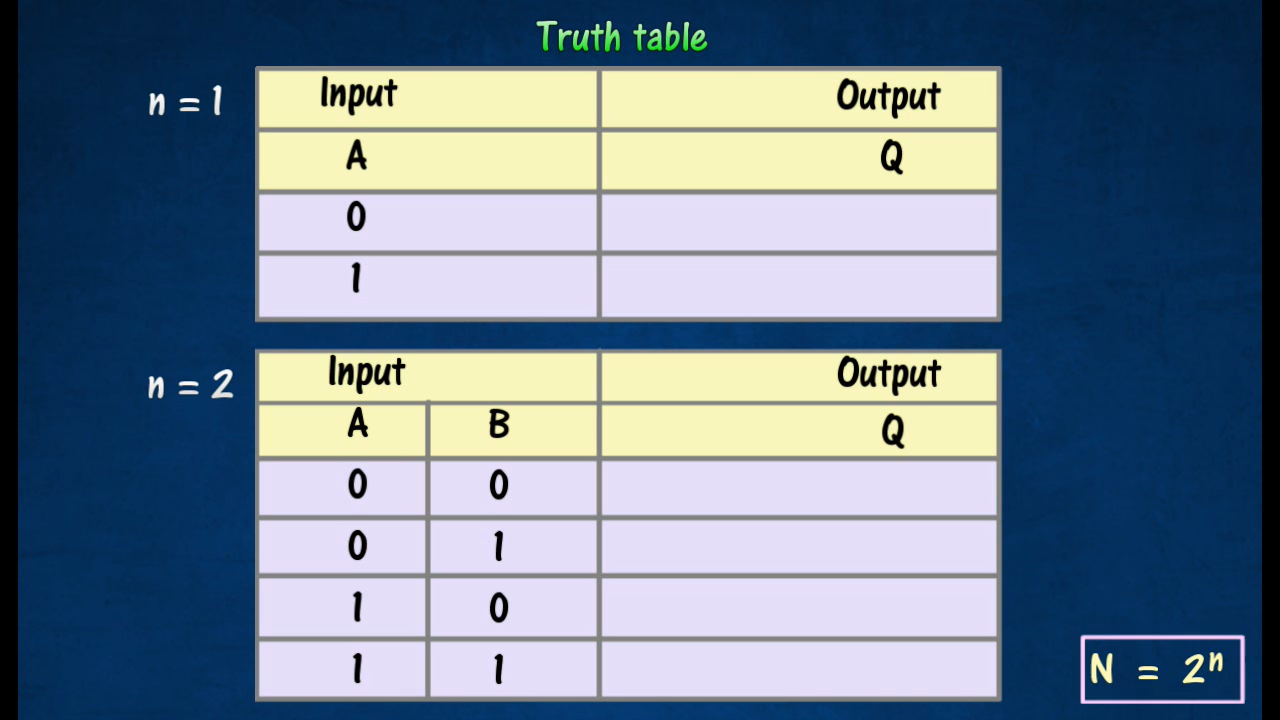 Truth table
n = 1
Input Output
A Q
0
1
n = 2
Input Output
A B Q
0 0
0 1
1 0
1 1
N = 2ⁿ